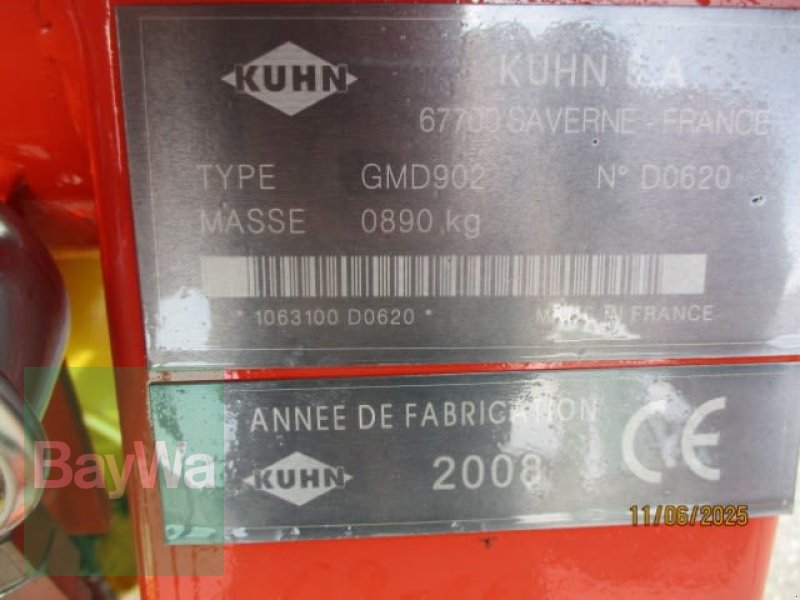 KUHN KUHN S.A
67700 SAVERNE - FRANCE
TYPE GMD902 N° D0620
MASSE 0890 kg
* 1063100 D0620 * MADE IN FRANCE
ANNEE DE FABRICATION CE
KUHN 2008
BayWa
11/06/2025